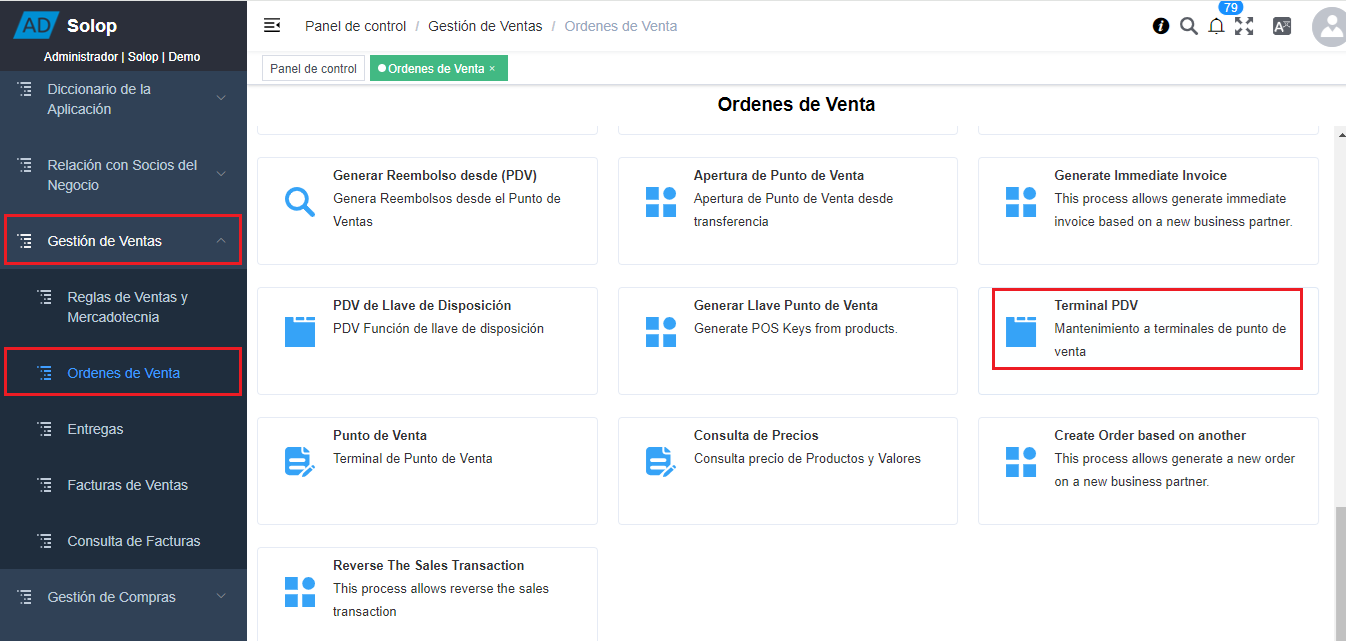 AD Solop
Administrador | Solop | Demo
Diccionario de la
Aplicación
Relación con Socios del
Negocio
Gestión de Ventas
Reglas de Ventas y
Mercadotecnia
Ordenes de Venta
Entregas
Facturas de Ventas
Consulta de Facturas
Gestión de Compras
Panel de control / Gestión de Ventas / Ordenes de Venta
79
Panel de control
Ordenes de Venta ×
Ordenes de Venta
Generar Reembolso desde (PDV)
Genera Reembolsos desde el Punto de
Ventas
Apertura de Punto de Venta
Apertura de Punto de Venta desde
transferencia
Generate Immediate Invoice
This process allows generate immediate
invoice based on a new business partner.
PDV de Llave de Disposición
PDV Función de llave de disposición
Generar Llave Punto de Venta
Generate POS Keys from products.
Terminal PDV
Mantenimiento a terminales de punto de
venta
Punto de Venta
Terminal de Punto de Venta
Consulta de Precios
Consulta precio de Productos y Valores
Create Order based on another
This process allows generate a new order
on a new business partner.
Reverse The Sales Transaction
This process allows reverse the sales
transaction